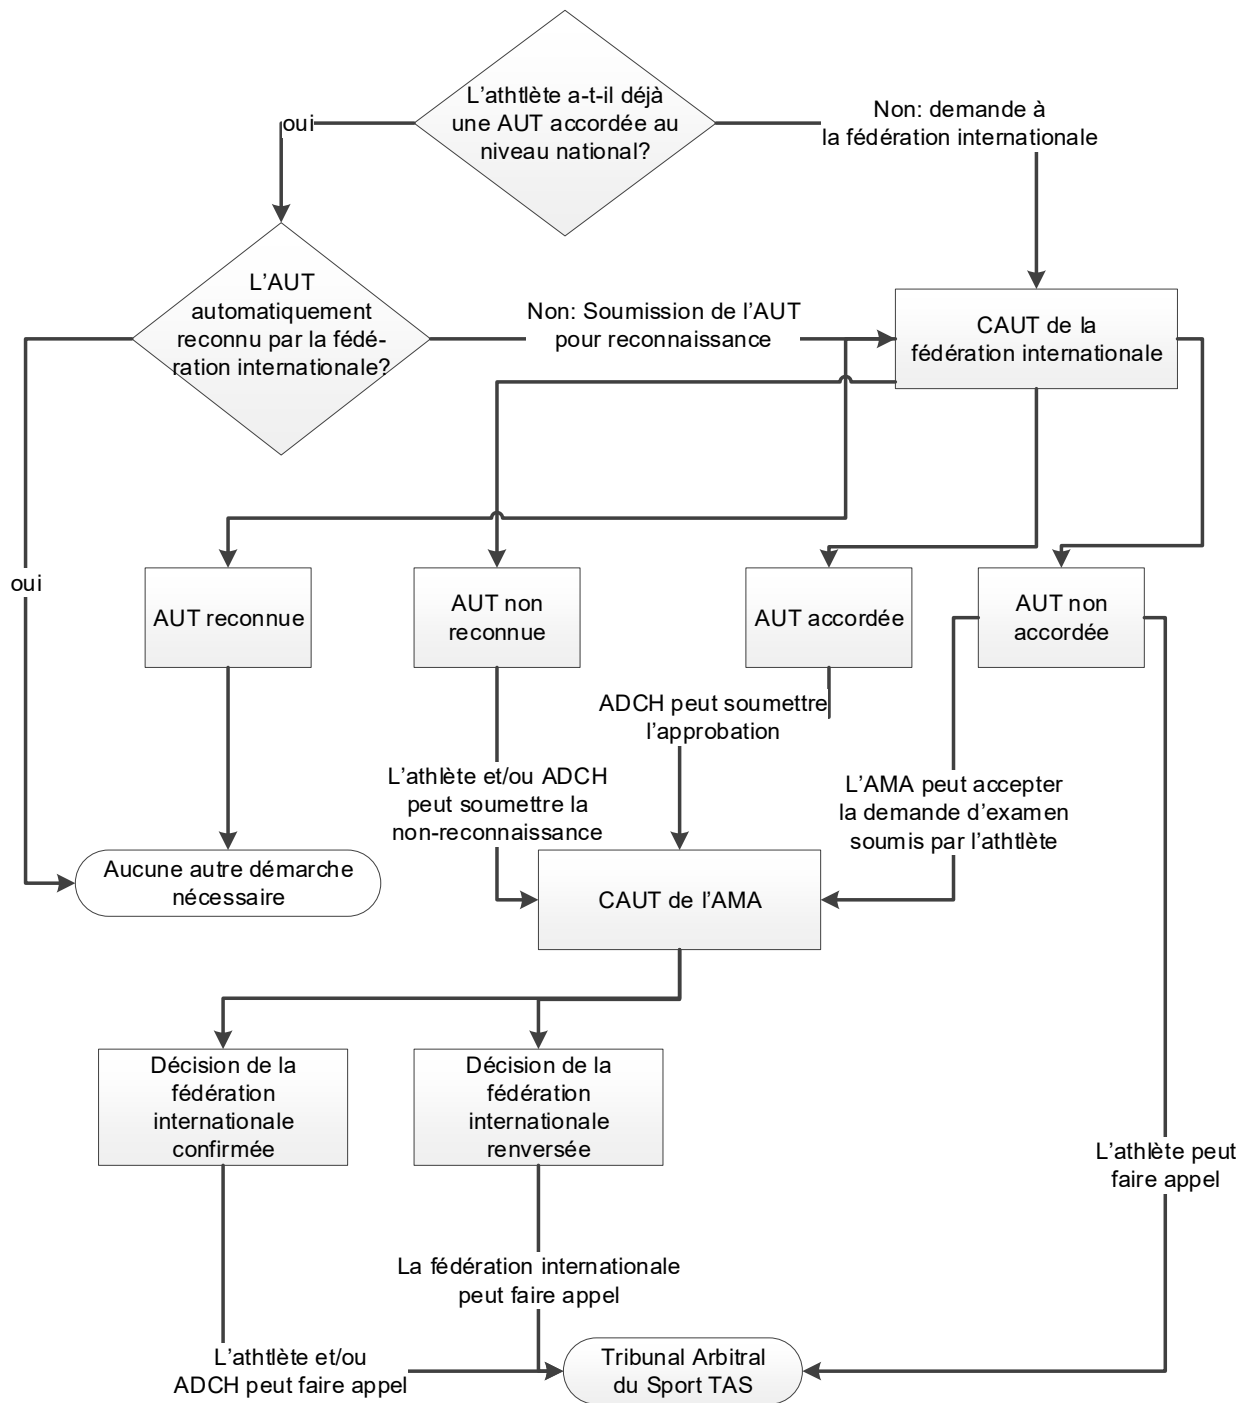 L'athtlète a-t-il déjà
une AUT accordée au
niveau national?
oui
Non: demande à
la fédération internationale
L'AUT
automatiquement
reconnu par la fédé-
ration internationale?
Non: Soumission de l'AUT
pour reconnaissance
CAUT de la
fédération internationale
oui
AUT reconnue
AUT non
reconnue
AUT accordée
AUT non
accordée
ADCH peut soumettre
l'approbation
L'athlète et/ou ADCH
peut soumettre la
non-reconnaissance
L'AMA peut accepter
la demande d'examen
soumis par l'athtlète
Aucune autre démarche
nécessaire
CAUT de l'AMA
Décision de la
fédération
internationale
confirmée
Décision de la
fédération
internationale
renversée
L'athlète peut
faire appel
La fédération internationale
peut faire appel
L'athtlète et/ou
ADCH peut faire appel
Tribunal Arbitral
du Sport TAS